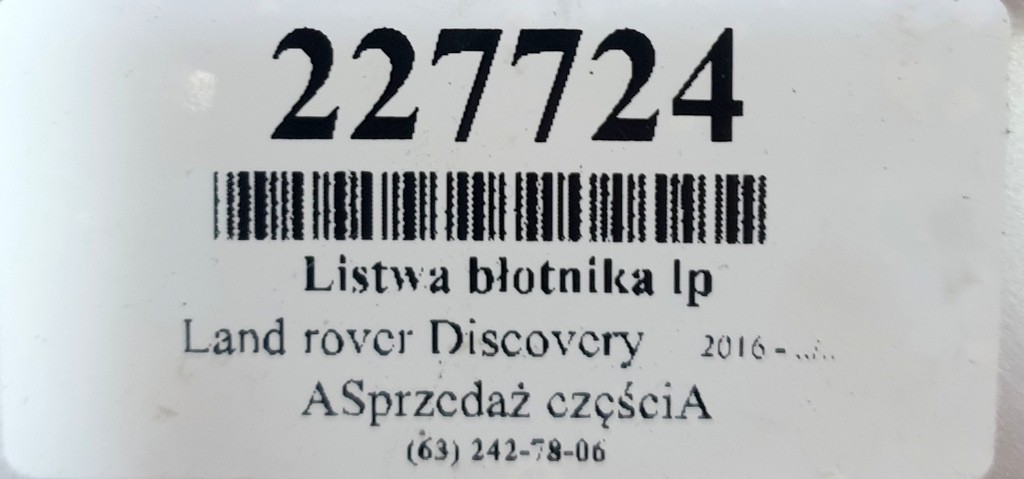 227724
Listwa błotnika lp
Land rover Discovery 2016 - ../..
ASprzedaż częściA
(63) 242-78-06